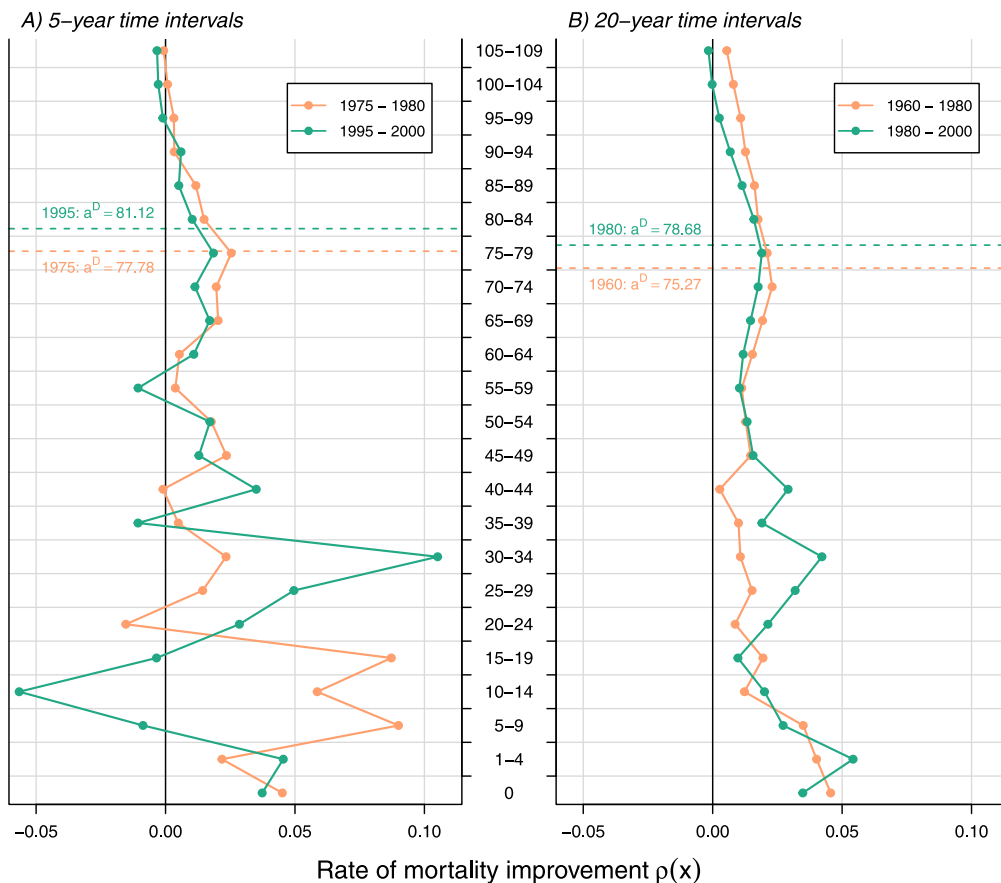 A) 5−year time intervals
B) 20−year time intervals
1975 − 1980
1995 − 2000
1960 − 1980
1980 − 2000
105−109
100−104
95−99
90−94
85−89
80−84
75−79
70−74
65−69
60−64
55−59
50−54
45−49
40−44
35−39
30−34
25−29
20−24
15−19
10−14
5−9
1−4
0
1995: aᴰ = 81.12
1975: aᴰ = 77.78
1980: aᴰ = 78.68
1960: aᴰ = 75.27
−0.05 0.00 0.05 0.10
−0.05 0.00 0.05 0.10
Rate of mortality improvement ρ(x)